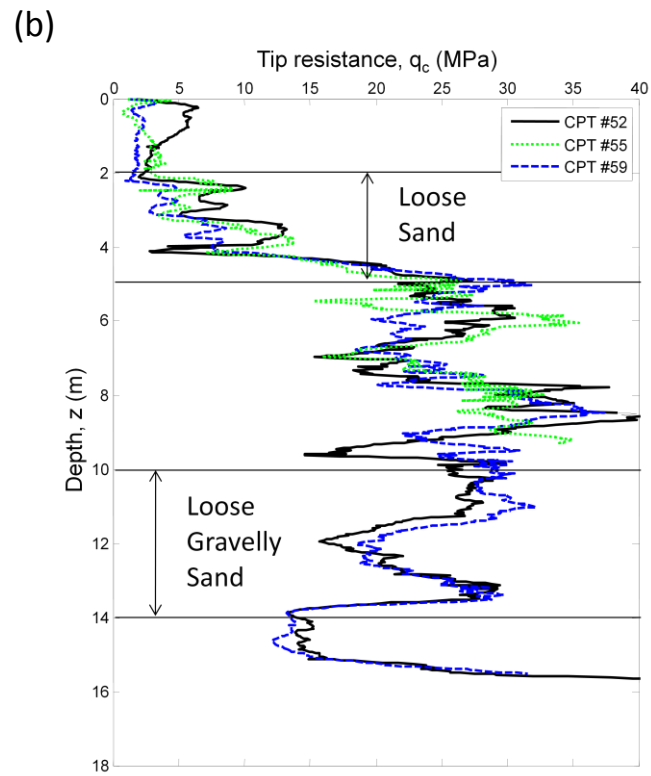 (b)
Tip resistance, q_c (MPa)
0 5 10 15 20 25 30 35 40
CPT #52
CPT #55
CPT #59
Depth, z (m)
0
2
4
6
8
10
12
14
16
18
Loose
Sand
Loose
Gravelly
Sand